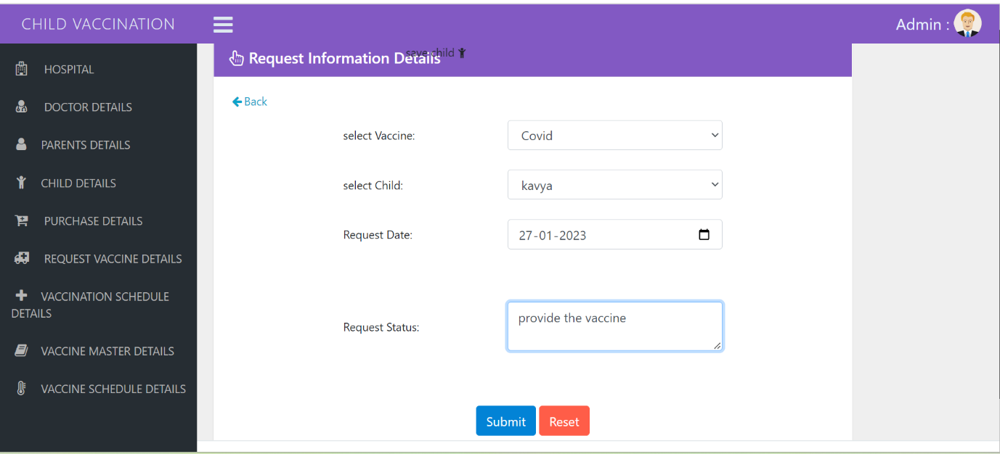 CHILD VACCINATION
Admin :
HOSPITAL
DOCTOR DETAILS
PARENTS DETAILS
CHILD DETAILS
PURCHASE DETAILS
REQUEST VACCINE DETAILS
VACCINATION SCHEDULE
DETAILS
VACCINE MASTER DETAILS
VACCINE SCHEDULE DETAILS
save child
Request Information Details
Back
select Vaccine:
Covid
select Child:
kavya
Request Date:
27-01-2023
Request Status:
provide the vaccine
Submit
Reset